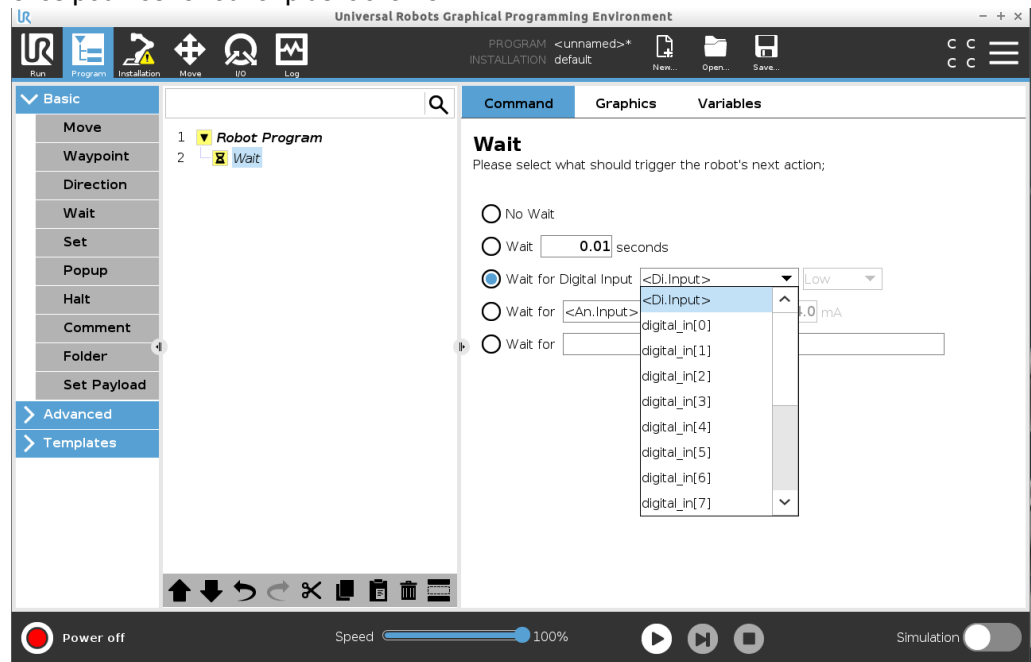 Universal Robots Graphical Programming Environment
PROGRAM <unnamed>*
INSTALLATION default
Run Program Installation Move I/O Log New... Open... Save...
C C
C C
Basic
Move
Waypoint
Direction
Wait
Set
Popup
Halt
Comment
Folder
Set Payload
Advanced
Templates
1 Robot Program
2 Wait
Command Graphics Variables
Wait
Please select what should trigger the robot's next action;
No Wait
Wait 0.01 seconds
Wait for Digital Input <Di.Input> Low
Wait for <An.Input> .0 mA
Wait for
<Di.Input>
digital_in[0]
digital_in[1]
digital_in[2]
digital_in[3]
digital_in[4]
digital_in[5]
digital_in[6]
digital_in[7]
Power off
Speed 100%
Simulation